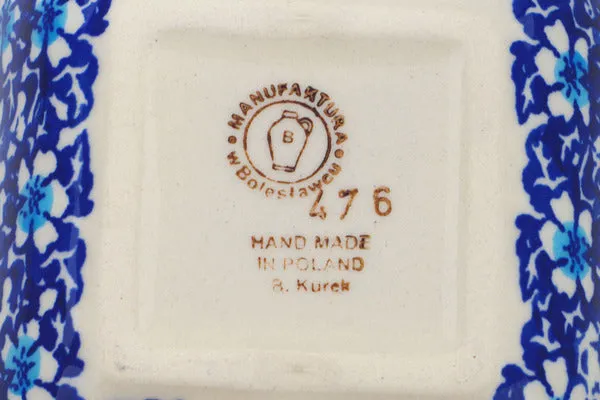 MANUFAKTURA
w Bolesławcu
B
476
HAND MADE
IN POLAND
B. Kurek